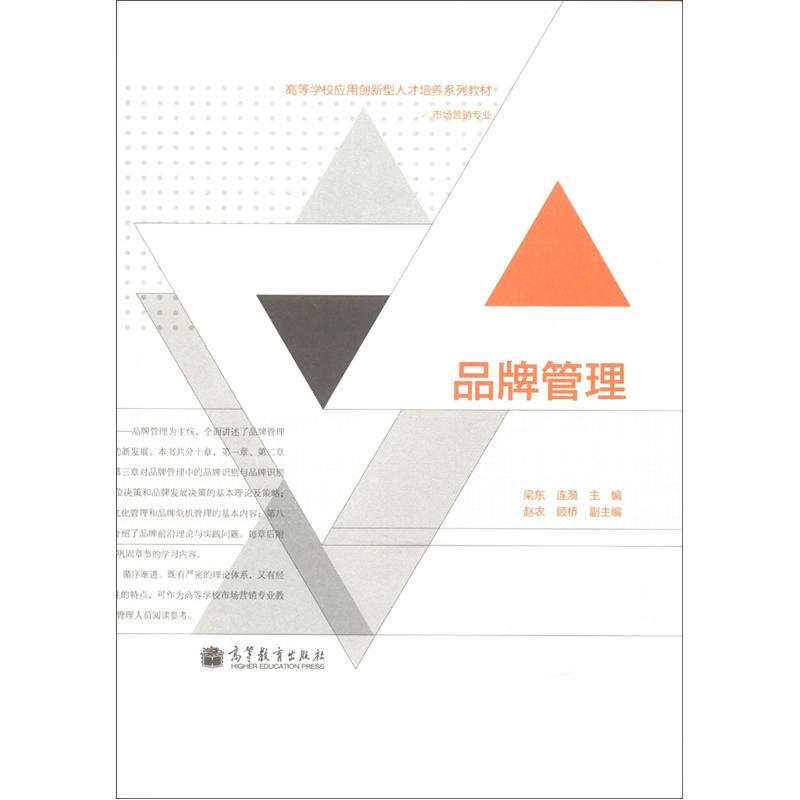 高等学校应用创新型人才培养系列教材
/ 市场营销专业
品牌管理
梁东 连漪 主编
赵农 顾桥 副主编
——品牌管理为主线，全面讲述了品牌管理
的新发展。本书共分十章，第一章、第二章
第三章对品牌管理中的品牌识别与品牌识别
位决策和品牌发展决策的基本理论及策略；
文化管理和品牌危机管理的基本内容；第八
介绍了品牌前沿理论与实践问题。每章后附
巩固章节的学习内容。
循序渐进。既有严密的理论体系，又有经
性的特点，可作为高等学校市场营销专业教
管理人员阅读参考。
高等教育出版社
HIGHER EDUCATION PRESS